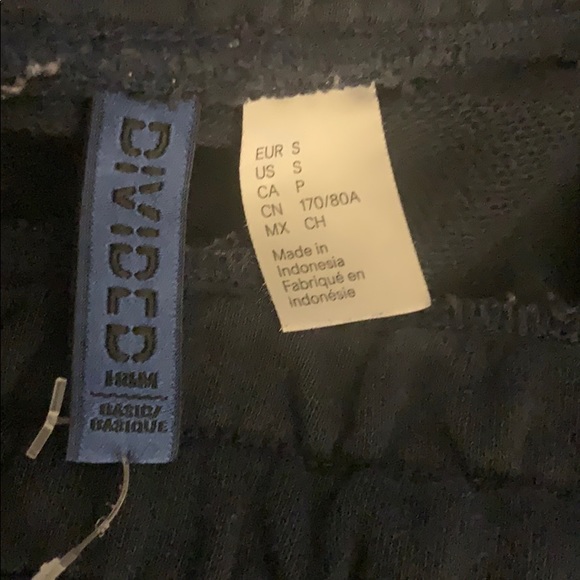 DIVIDED
H&M
BASIC/
BASIQUE
EUR S
US S
CA P
CN 170/80A
MX CH
Made in
Indonesia
Fabriqué en
Indonésie